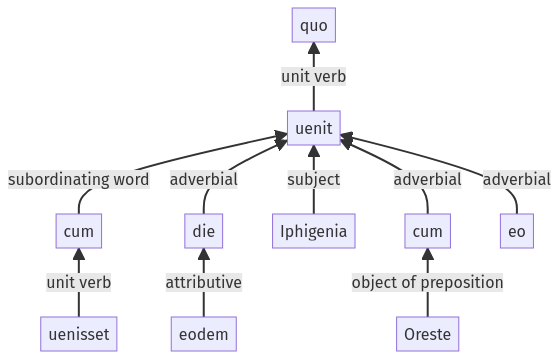 quo
unit verb
uenit
subordinating word adverbial subject adverbial adverbial
cum die Iphigenia cum eo
unit verb attributive object of preposition
uenisset eodem Oreste